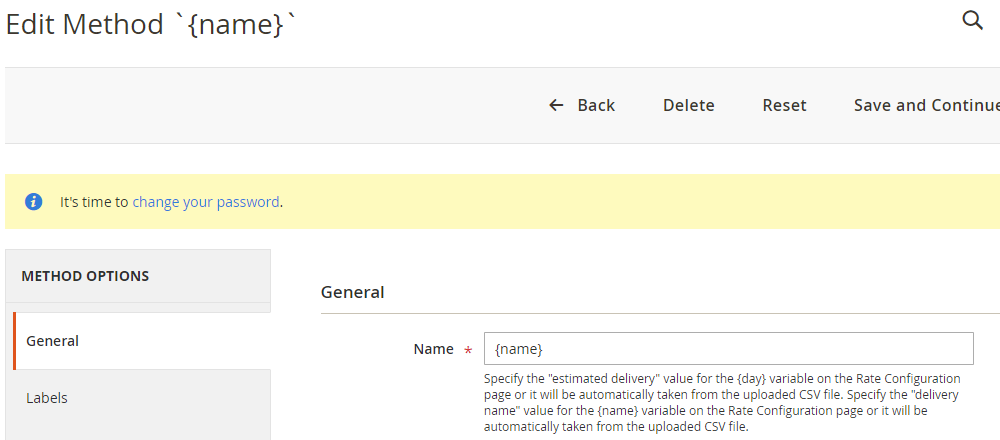 Edit Method `{name}`
← Back Delete Reset Save and Continue
It's time to change your password.
METHOD OPTIONS
General
Labels
General
Name * {name}
Specify the "estimated delivery" value for the {day} variable on the Rate Configuration
page or it will be automatically taken from the uploaded CSV file. Specify the "delivery
name" value for the {name} variable on the Rate Configuration page or it will be
automatically taken from the uploaded CSV file.